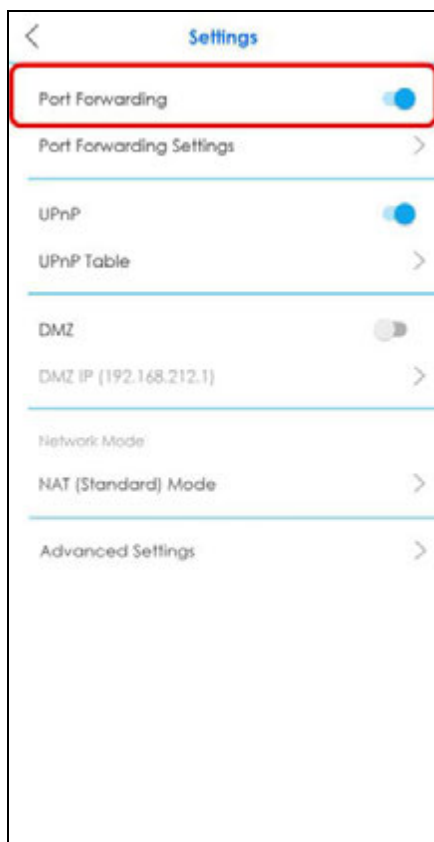 Settings
Port Forwarding
Port Forwarding Settings
UPnP
UPnP Table
DMZ
DMZ IP (192.168.212.1)
Network Mode
NAT (Standard) Mode
Advanced Settings